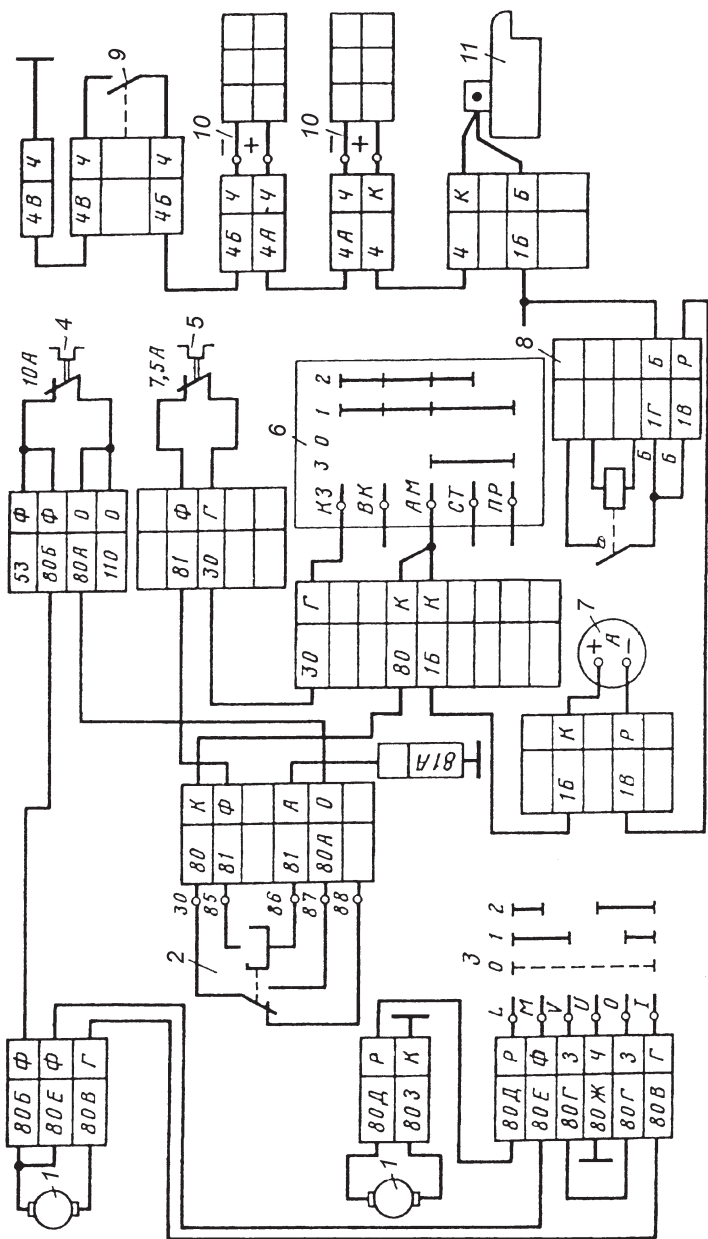 4В Ч
4В Ч
4Б Ч
9
4Б Ч
4А Ч
10
− +
4А Ч
4 К
10
− +
4 К
1Б Б
11
53 Ф
80Б Ф
80А О
110 О
10А
4
81 Ф
30 Г
7,5А
5
6
3 0 1 2
КЗ
ВК
АМ
СТ
ПР
30 Г
80 К
1Б К
8
1Г Б
1В Р
Б
Б
80 К
81 Ф
81 А
80А О
30
85
86
87
88
2
81А
1Б К
1В Р
7
+ А −
80Б Ф
80Е Ф
80В Г
1
80Д Р
80З К
1
80Д Р
80Е Ф
80Г З
80Ж Ч
80Г З
80В Г
L
M
V
U
O
I
3
0 1 2